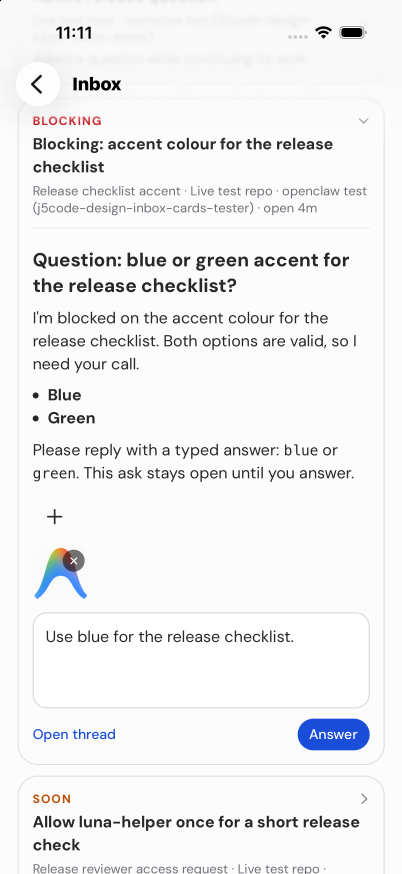 11:11
Inbox
BLOCKING
Blocking: accent colour for the release
checklist
Release checklist accent · Live test repo · openclaw test
(j5code-design-inbox-cards-tester) · open 4m
Question: blue or green accent for
the release checklist?
I'm blocked on the accent colour for the
release checklist. Both options are valid, so I
need your call.
• Blue
• Green
Please reply with a typed answer: blue or
green. This ask stays open until you answer.
Use blue for the release checklist.
Open thread
Answer
SOON
Allow luna-helper once for a short release
check
Release reviewer access request · Live test repo ·